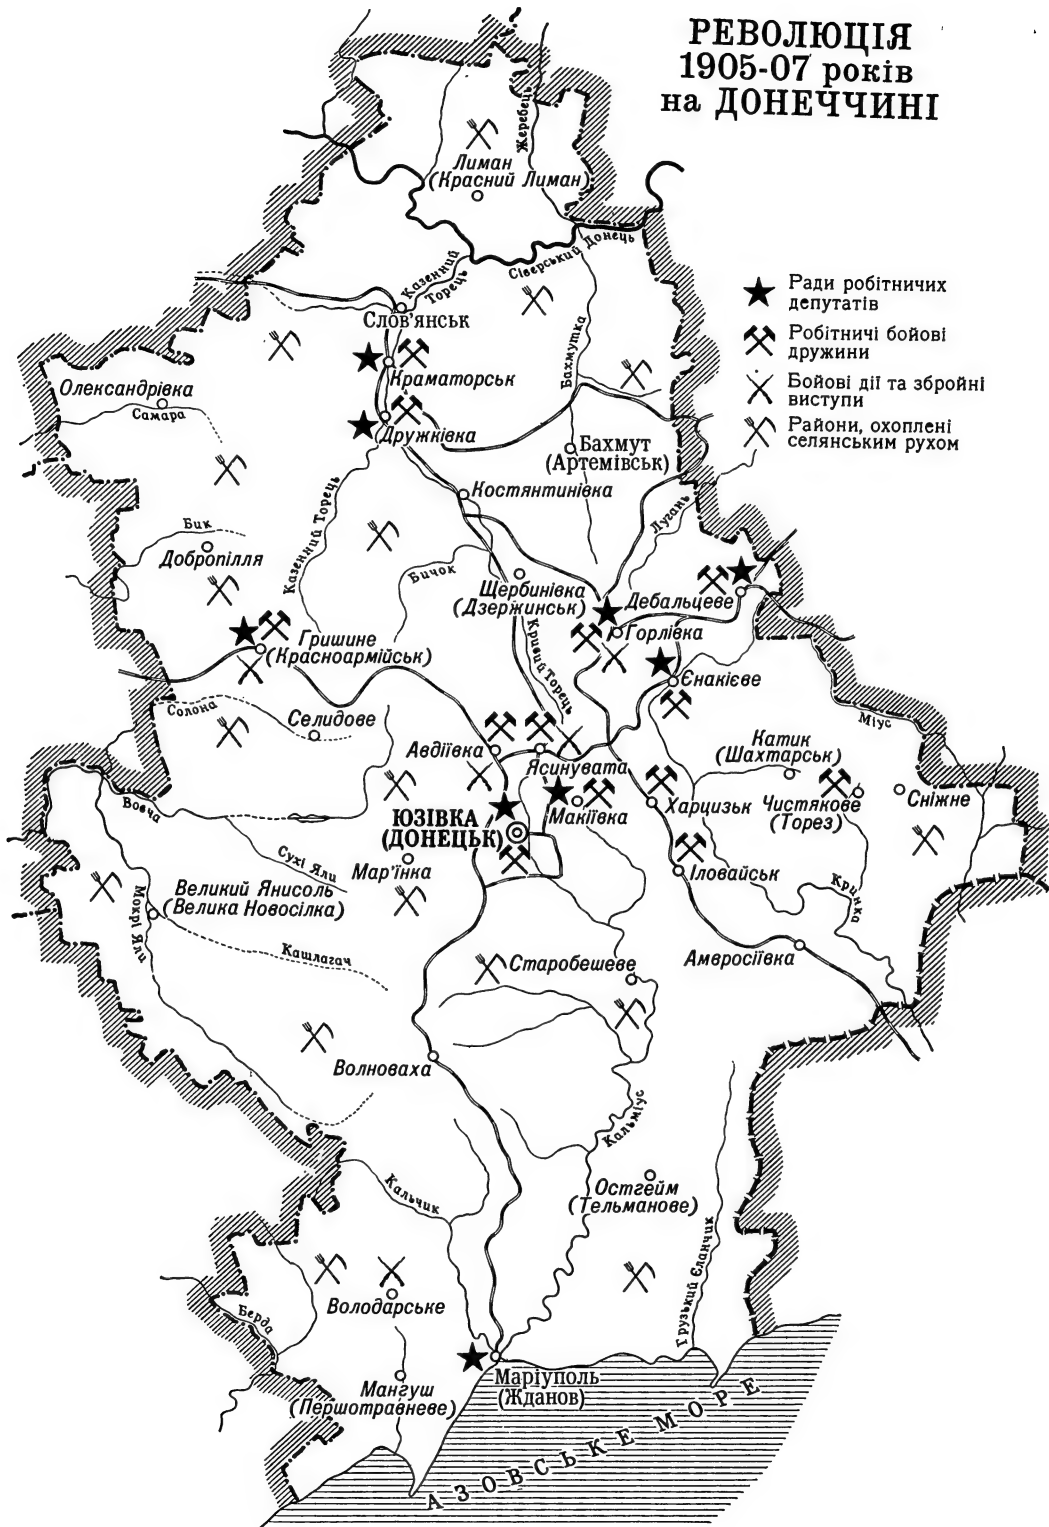 РЕВОЛЮЦІЯ
1905-07 років
на ДОНЕЧЧИНІ
Жеребець
Лиман
(Красний Лиман)
Сіверський Донець
Казенний
Торець
Слов'янськ
Ради робітничих
депутатів
Робітничі бойові
дружини
Бойові дії та збройні
виступи
Райони, охоплені
селянським рухом
Бахмутка
Краматорськ
Олександрівка
Самара
Дружківка
Бахмут
(Артемівськ)
Костянтинівка
Казенний Торець
Лугань
Бик
Добропілля
Бичок
Щербинівка
(Дзержинськ)
Дебальцеве
Кривий Торець
Горлівка
Гришине
(Красноармійськ)
Єнакієве
Солона
Селидове
Міус
Авдіївка
Ясинувата
Катик
(Шахтарськ)
Вовча
ЮЗІВКА
(ДОНЕЦЬК)
Макіївка
Харцизьк
Чистякове
(Торез)
Сніжне
Сухі Яли
Мар'їнка
Іловайськ
Мокрі Яли
Великий Янисоль
(Велика Новосілка)
Кринка
Кашлагач
Старобешеве
Амвросіївка
Волноваха
Кальміус
Кальчик
Остгейм
(Тельманове)
Грузький Єланчик
Володарське
Берда
Маріуполь
(Жданов)
Мангуш
(Першотравневе)
АЗОВСЬКЕ МОРЕ